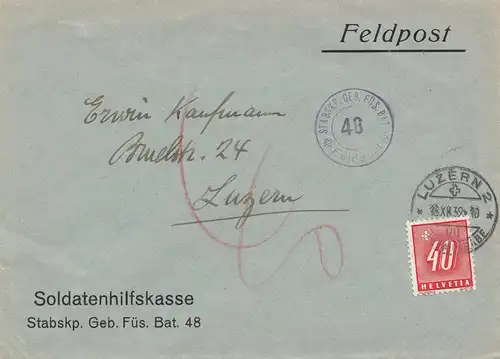 Feldpost
Erwin Kaufmann
24
Luzern
STABSKP. GEB. FÜS. BAT.
48
Feldpost
LUZERN 2
40
HELVETIA
Soldatenhilfskasse
Stabskp. Geb. Füs. Bat. 48